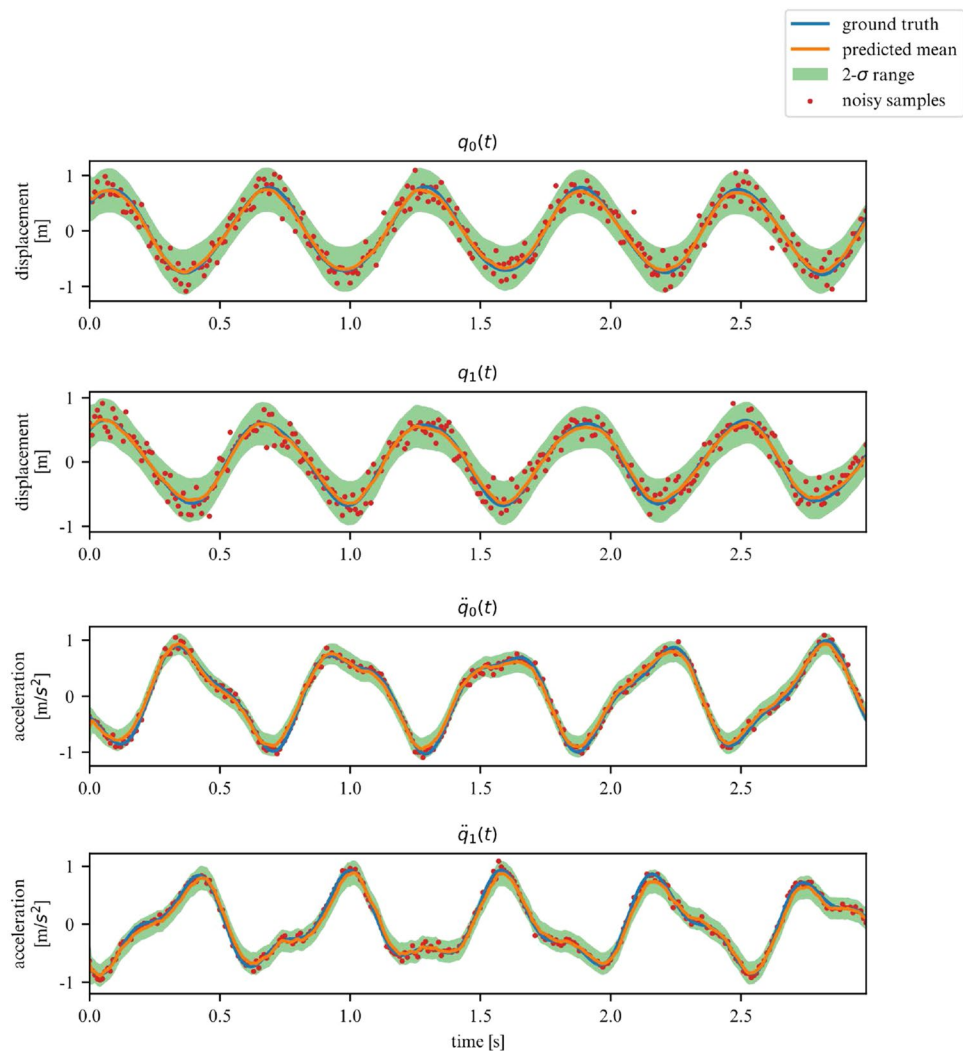 ground truth
predicted mean
2-σ range
noisy samples
q₀(t)
displacement
[m]
1
0
-1
0.0 0.5 1.0 1.5 2.0 2.5
q₁(t)
displacement
[m]
1
0
-1
0.0 0.5 1.0 1.5 2.0 2.5
q̈₀(t)
acceleration
[m/s²]
1
0
-1
0.0 0.5 1.0 1.5 2.0 2.5
q̈₁(t)
acceleration
[m/s²]
1
0
-1
0.0 0.5 1.0 1.5 2.0 2.5
time [s]